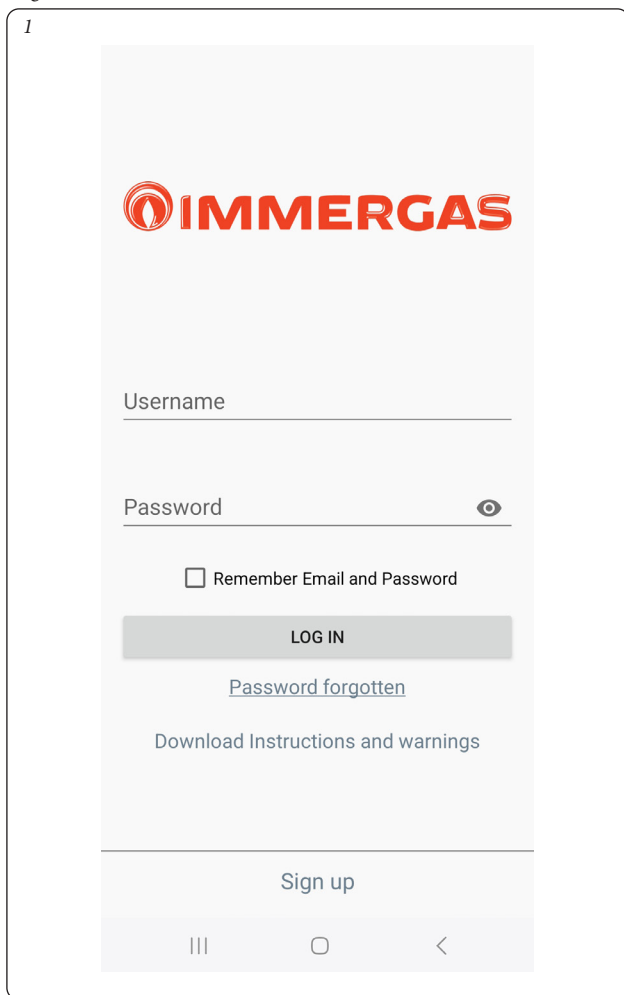 1
IMMERGAS
Username
Password
Remember Email and Password
LOG IN
Password forgotten
Download Instructions and warnings
Sign up